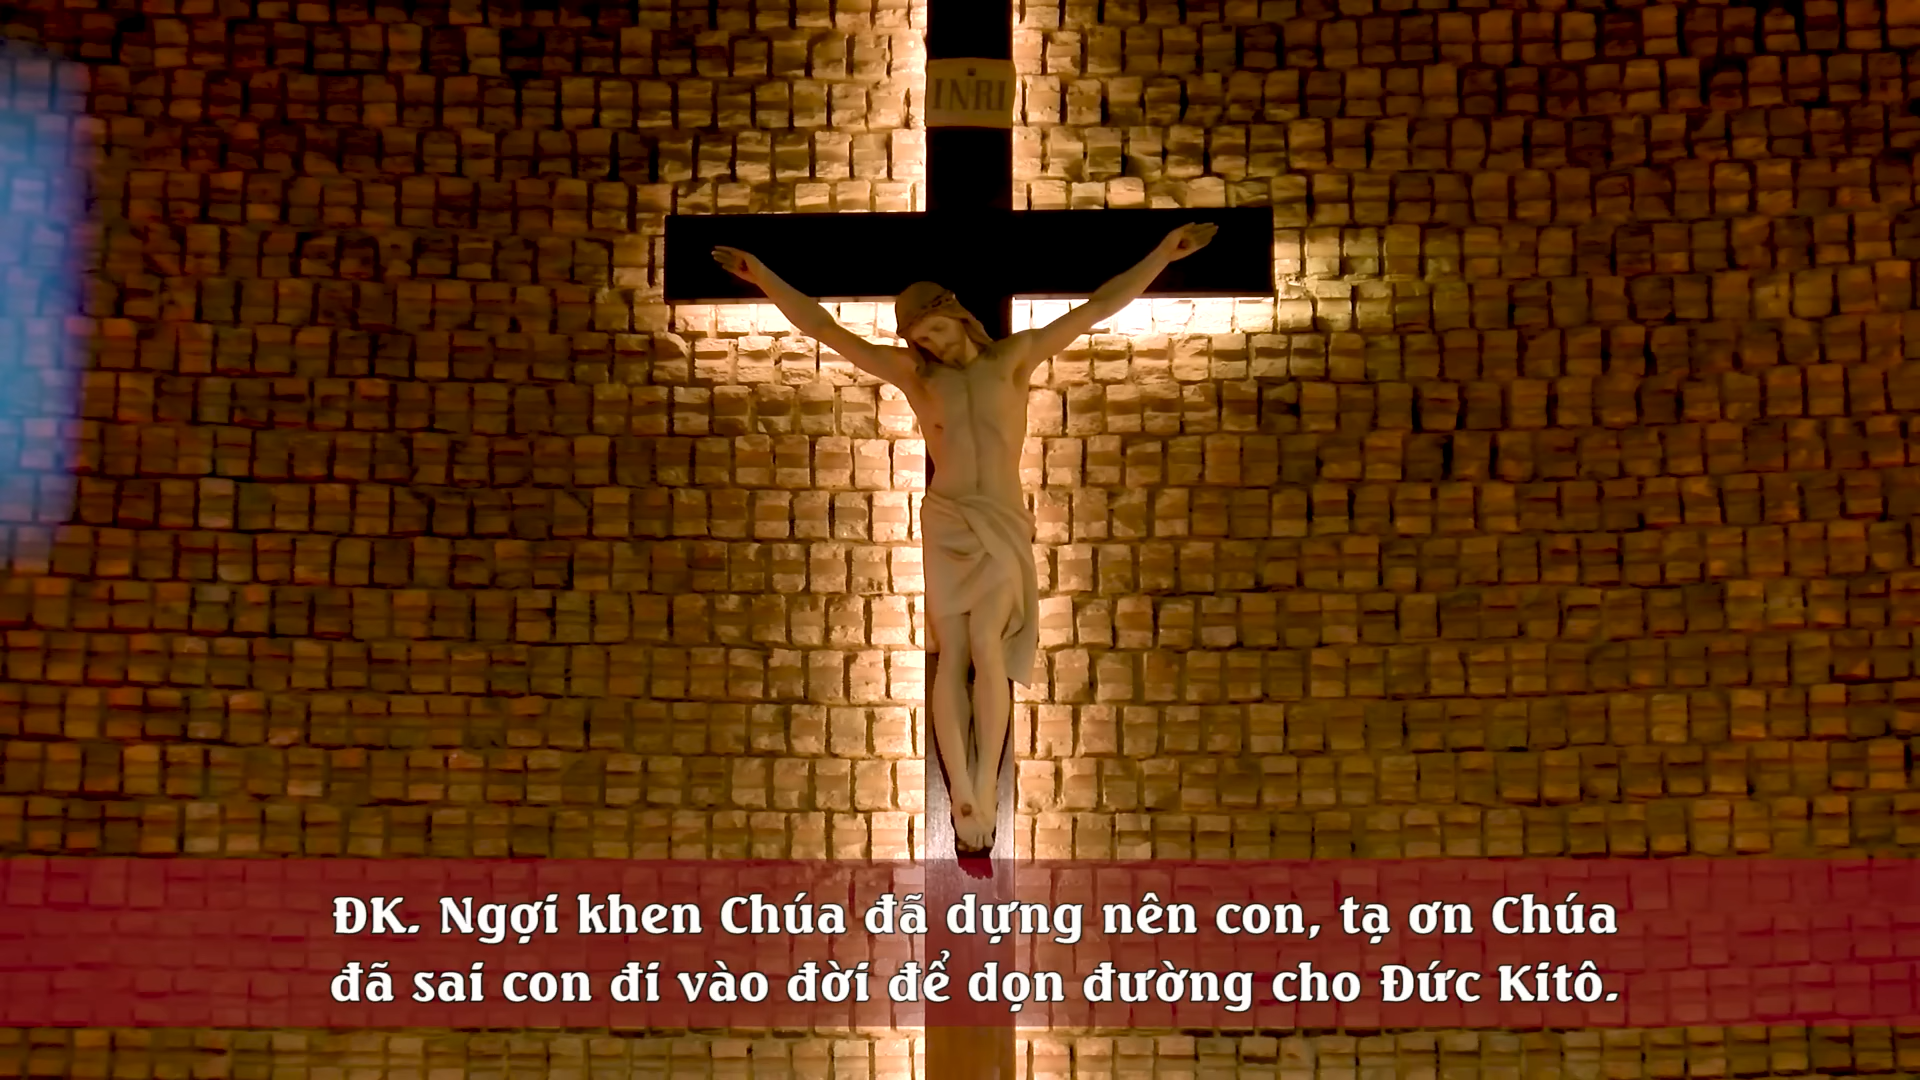 INRI
ĐK. Ngợi khen Chúa đã dựng nên con, tạ ơn Chúa
đã sai con đi vào đời để dọn đường cho Đức Kitô.